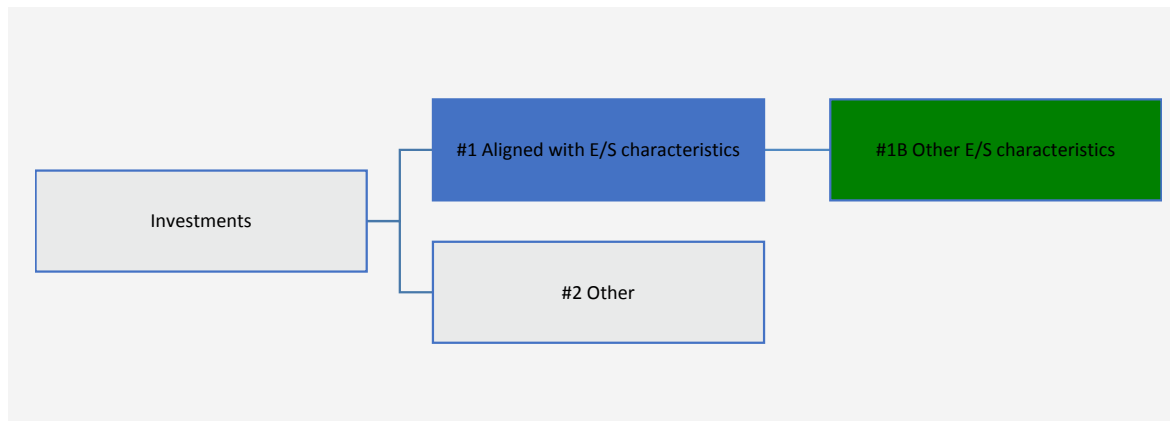 Investments
#1 Aligned with E/S characteristics
#1B Other E/S characteristics
#2 Other